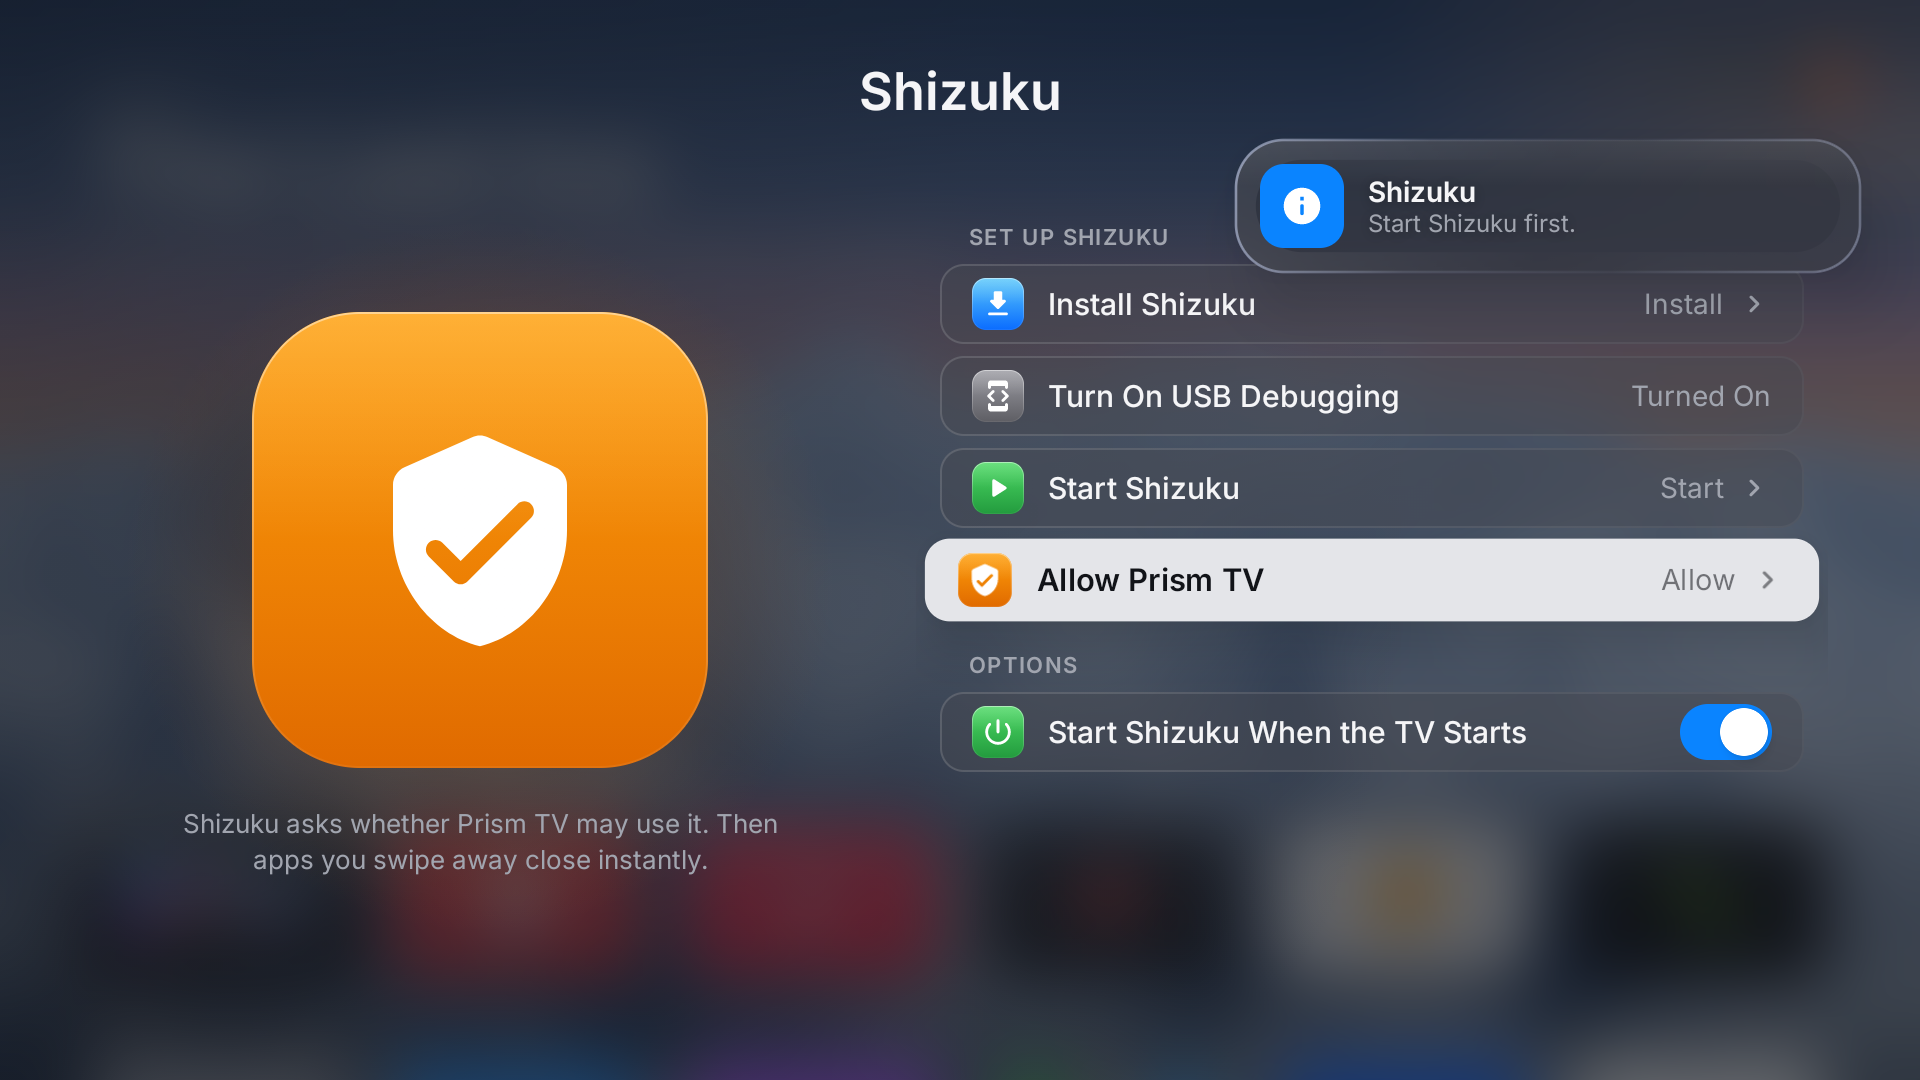 Shizuku
Shizuku
Start Shizuku first.
SET UP SHIZUKU
Install Shizuku Install
Turn On USB Debugging Turned On
Start Shizuku Start
Allow Prism TV Allow
OPTIONS
Start Shizuku When the TV Starts
Shizuku asks whether Prism TV may use it. Then
apps you swipe away close instantly.